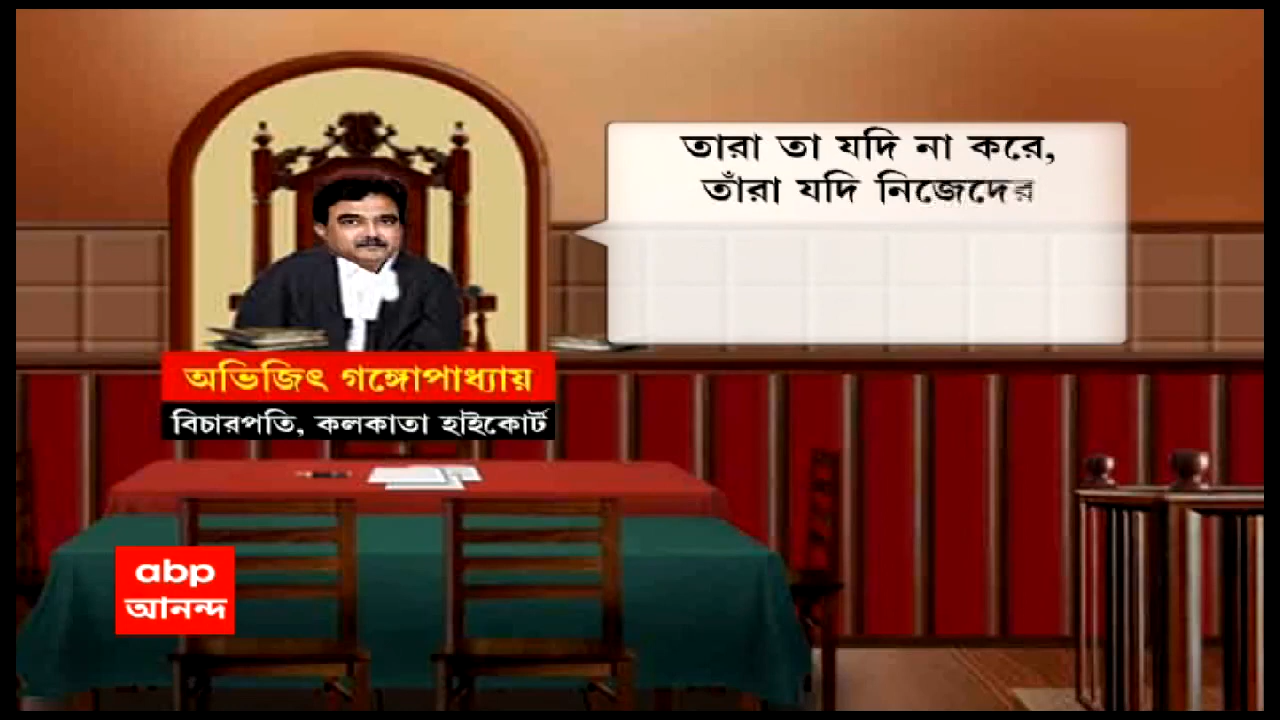 তারা তা যদি না করে,
তাঁরা যদি নিজেদের
অভিজিৎ গঙ্গোপাধ্যায়
বিচারপতি, কলকাতা হাইকোর্ট
abp
আনন্দ